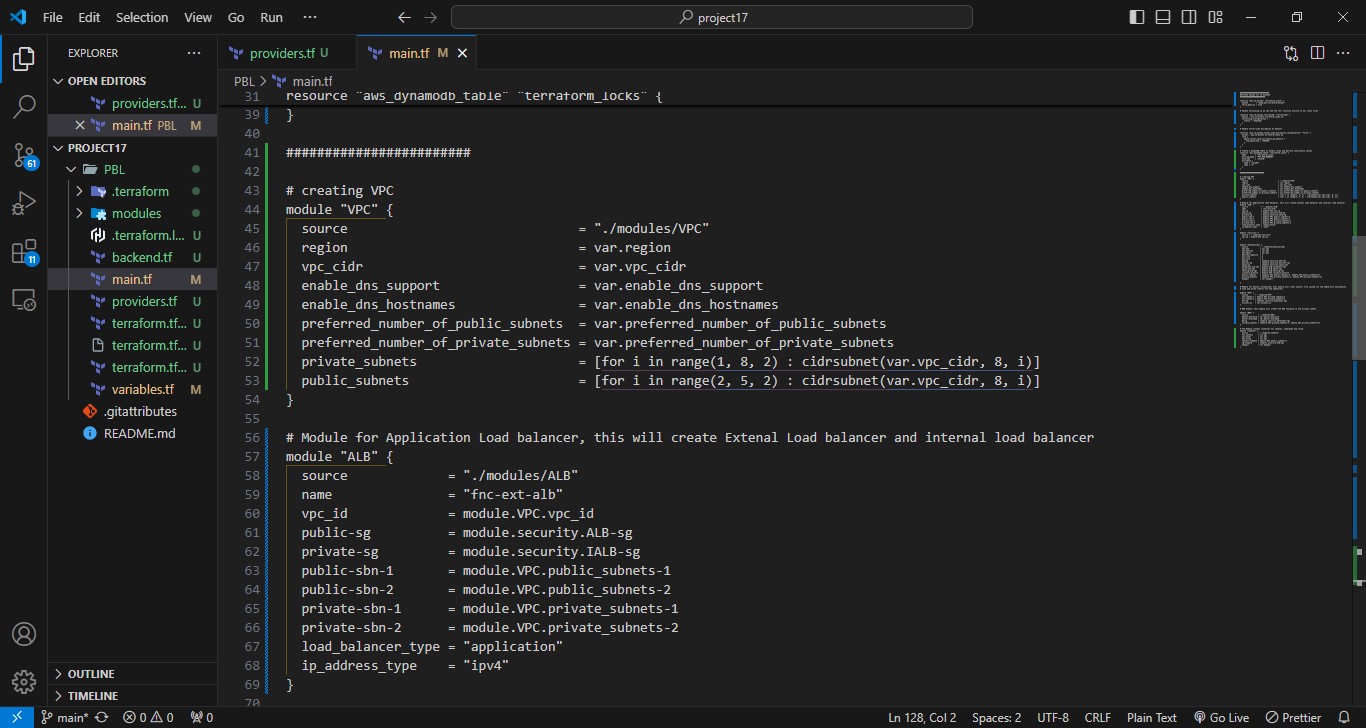 File Edit Selection View Go Run ··· project17
EXPLORER ···
OPEN EDITORS
providers.tf... U
main.tf PBL M
PROJECT17
PBL
.terraform
modules
.terraform.l... U
backend.tf U
main.tf M
providers.tf U
terraform.tf... U
terraform.tf... U
terraform.tf... U
variables.tf M
.gitattributes
README.md
OUTLINE
TIMELINE
61
11
providers.tf U main.tf M
PBL > main.tf
31 resource "aws_dynamodb_table" "terraform_locks" {
39 }
40
41 ########################
42
43 # creating VPC
44 module "VPC" {
45 source = "./modules/VPC"
46 region = var.region
47 vpc_cidr = var.vpc_cidr
48 enable_dns_support = var.enable_dns_support
49 enable_dns_hostnames = var.enable_dns_hostnames
50 preferred_number_of_public_subnets = var.preferred_number_of_public_subnets
51 preferred_number_of_private_subnets = var.preferred_number_of_private_subnets
52 private_subnets = [for i in range(1, 8, 2) : cidrsubnet(var.vpc_cidr, 8, i)]
53 public_subnets = [for i in range(2, 5, 2) : cidrsubnet(var.vpc_cidr, 8, i)]
54 }
55
56 # Module for Application Load balancer, this will create Extenal Load balancer and internal load balancer
57 module "ALB" {
58 source = "./modules/ALB"
59 name = "fnc-ext-alb"
60 vpc_id = module.VPC.vpc_id
61 public-sg = module.security.ALB-sg
62 private-sg = module.security.IALB-sg
63 public-sbn-1 = module.VPC.public_subnets-1
64 public-sbn-2 = module.VPC.public_subnets-2
65 private-sbn-1 = module.VPC.private_subnets-1
66 private-sbn-2 = module.VPC.private_subnets-2
67 load_balancer_type = "application"
68 ip_address_type = "ipv4"
69 }
70
main* 0 0 0 Ln 128, Col 2 Spaces: 2 UTF-8 CRLF Plain Text Go Live Prettier